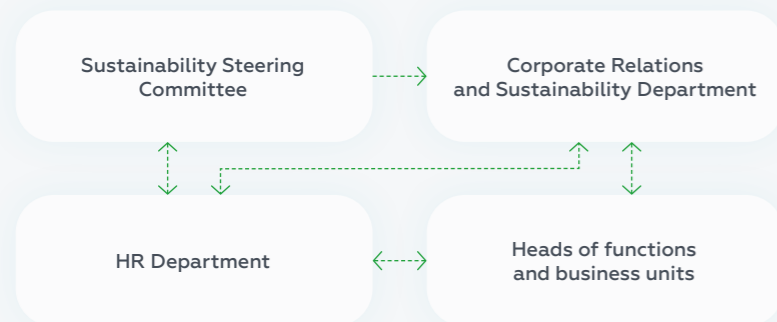 Sustainability Steering
Committee
Corporate Relations
and Sustainability Department
HR Department
Heads of functions
and business units